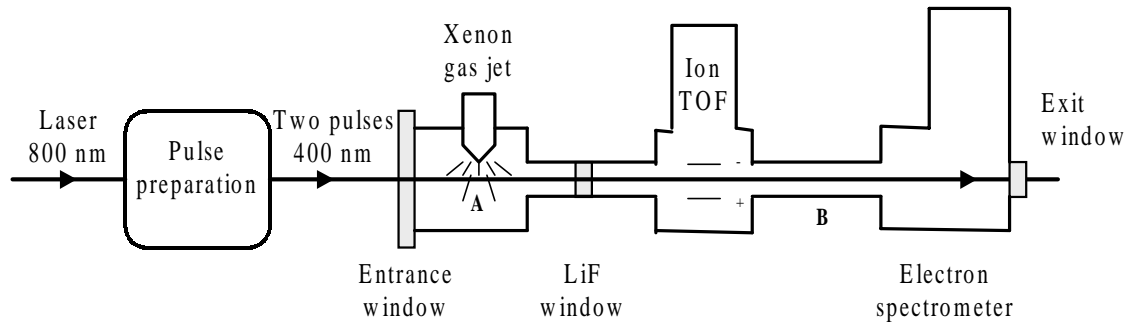 Xenon
gas jet
Ion
TOF
Exit
window
Laser
800 nm
Pulse
preparation
Two pulses
400 nm
A
-
+
B
Entrance
window
LiF
window
Electron
spectrometer